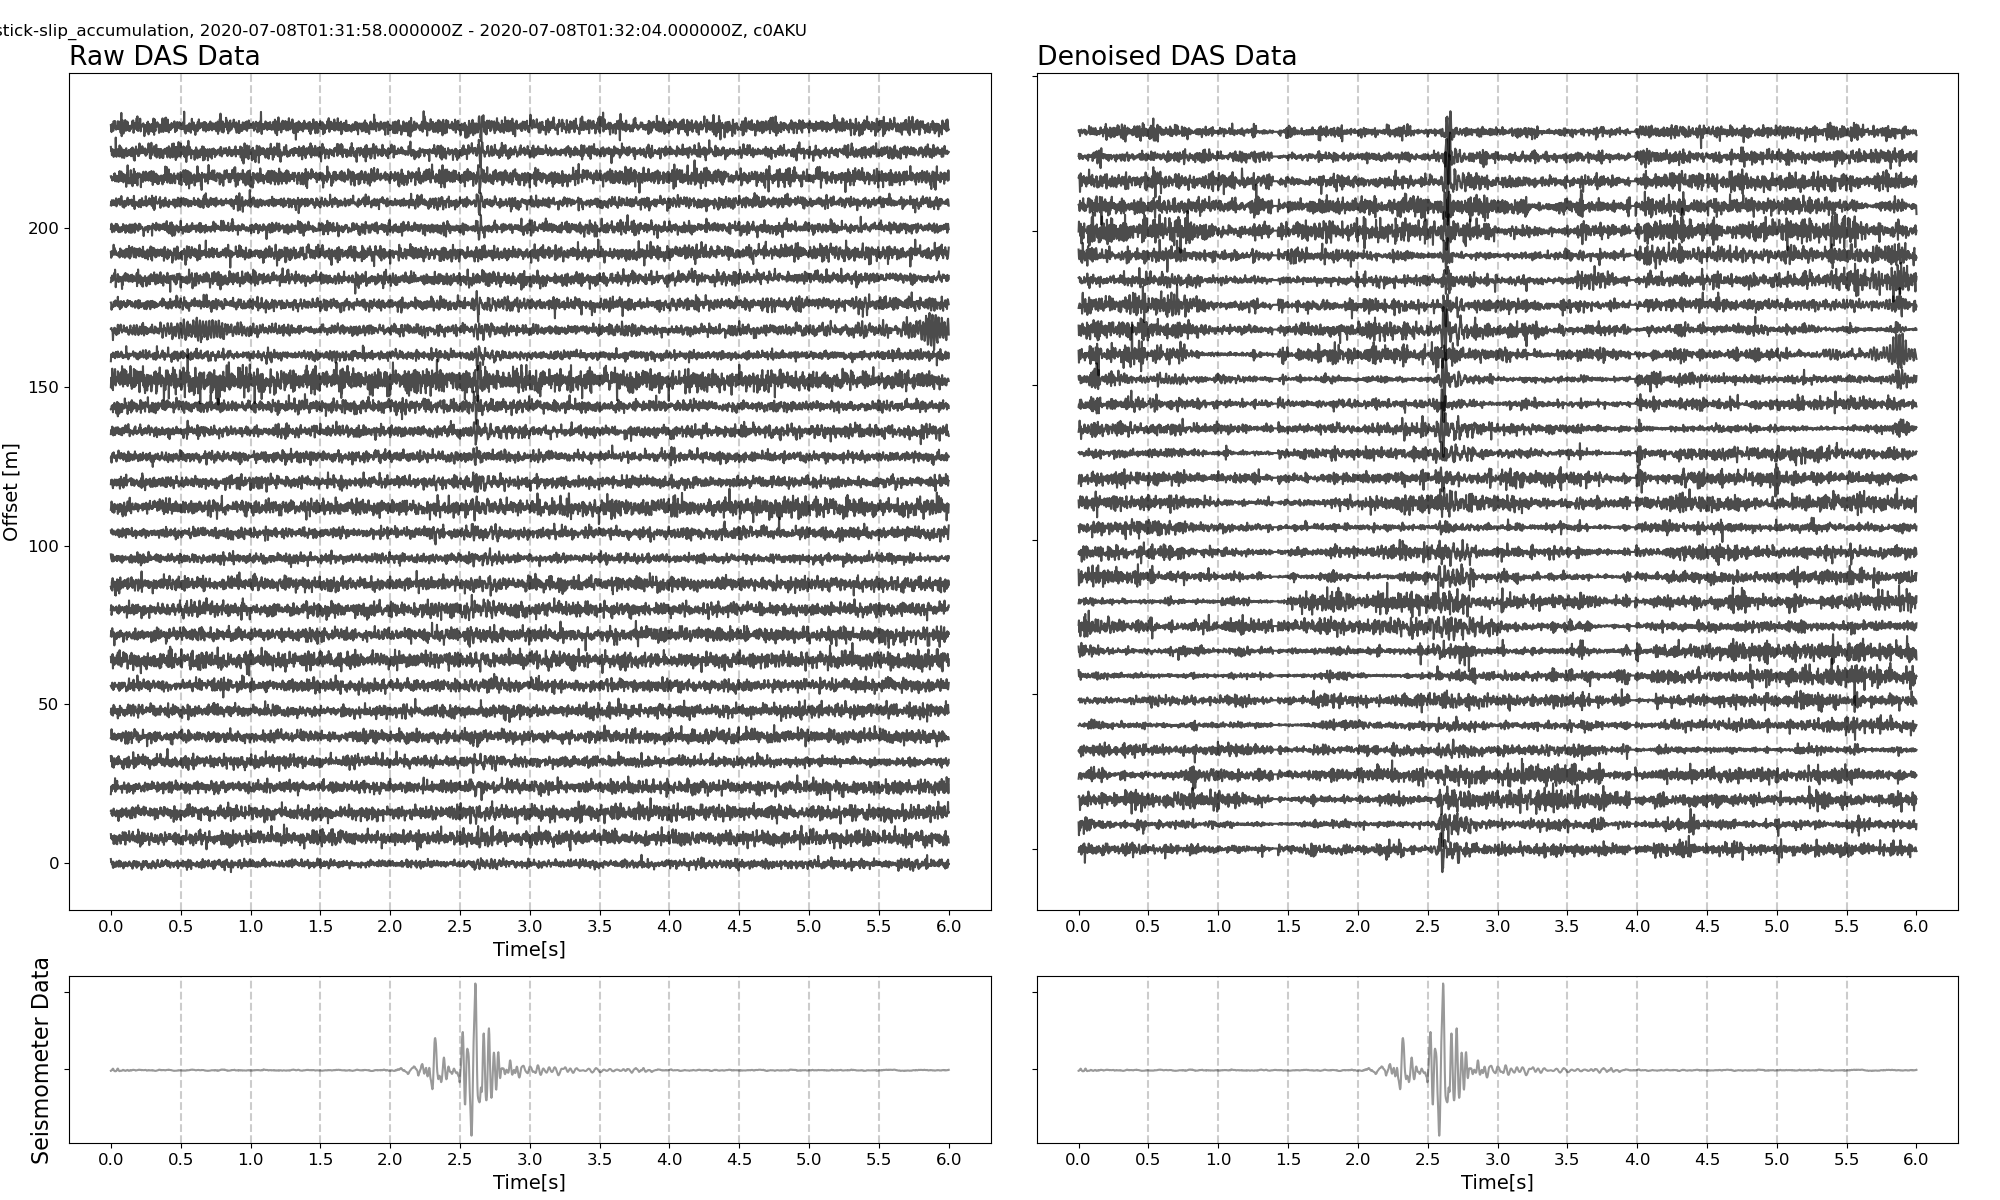 stick-slip_accumulation, 2020-07-08T01:31:58.000000Z - 2020-07-08T01:32:04.000000Z, c0AKU
Raw DAS Data
Denoised DAS Data
Offset [m]
200
150
100
50
0
0.0 0.5 1.0 1.5 2.0 2.5 3.0 3.5 4.0 4.5 5.0 5.5 6.0
Time[s]
0.0 0.5 1.0 1.5 2.0 2.5 3.0 3.5 4.0 4.5 5.0 5.5 6.0
Seismometer Data
0.0 0.5 1.0 1.5 2.0 2.5 3.0 3.5 4.0 4.5 5.0 5.5 6.0
Time[s]
0.0 0.5 1.0 1.5 2.0 2.5 3.0 3.5 4.0 4.5 5.0 5.5 6.0
Time[s]